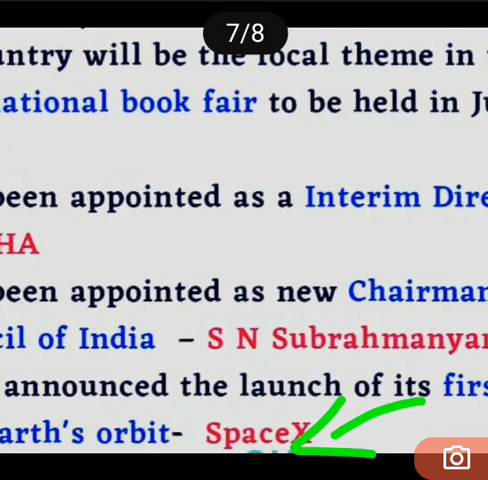 7/8
untry will be the focal theme in
ational book fair to be held in Ju
been appointed as a Interim Dire
HA
been appointed as new Chairman
cil of India – S N Subrahmanyan
announced the launch of its firs
arth's orbit- SpaceX